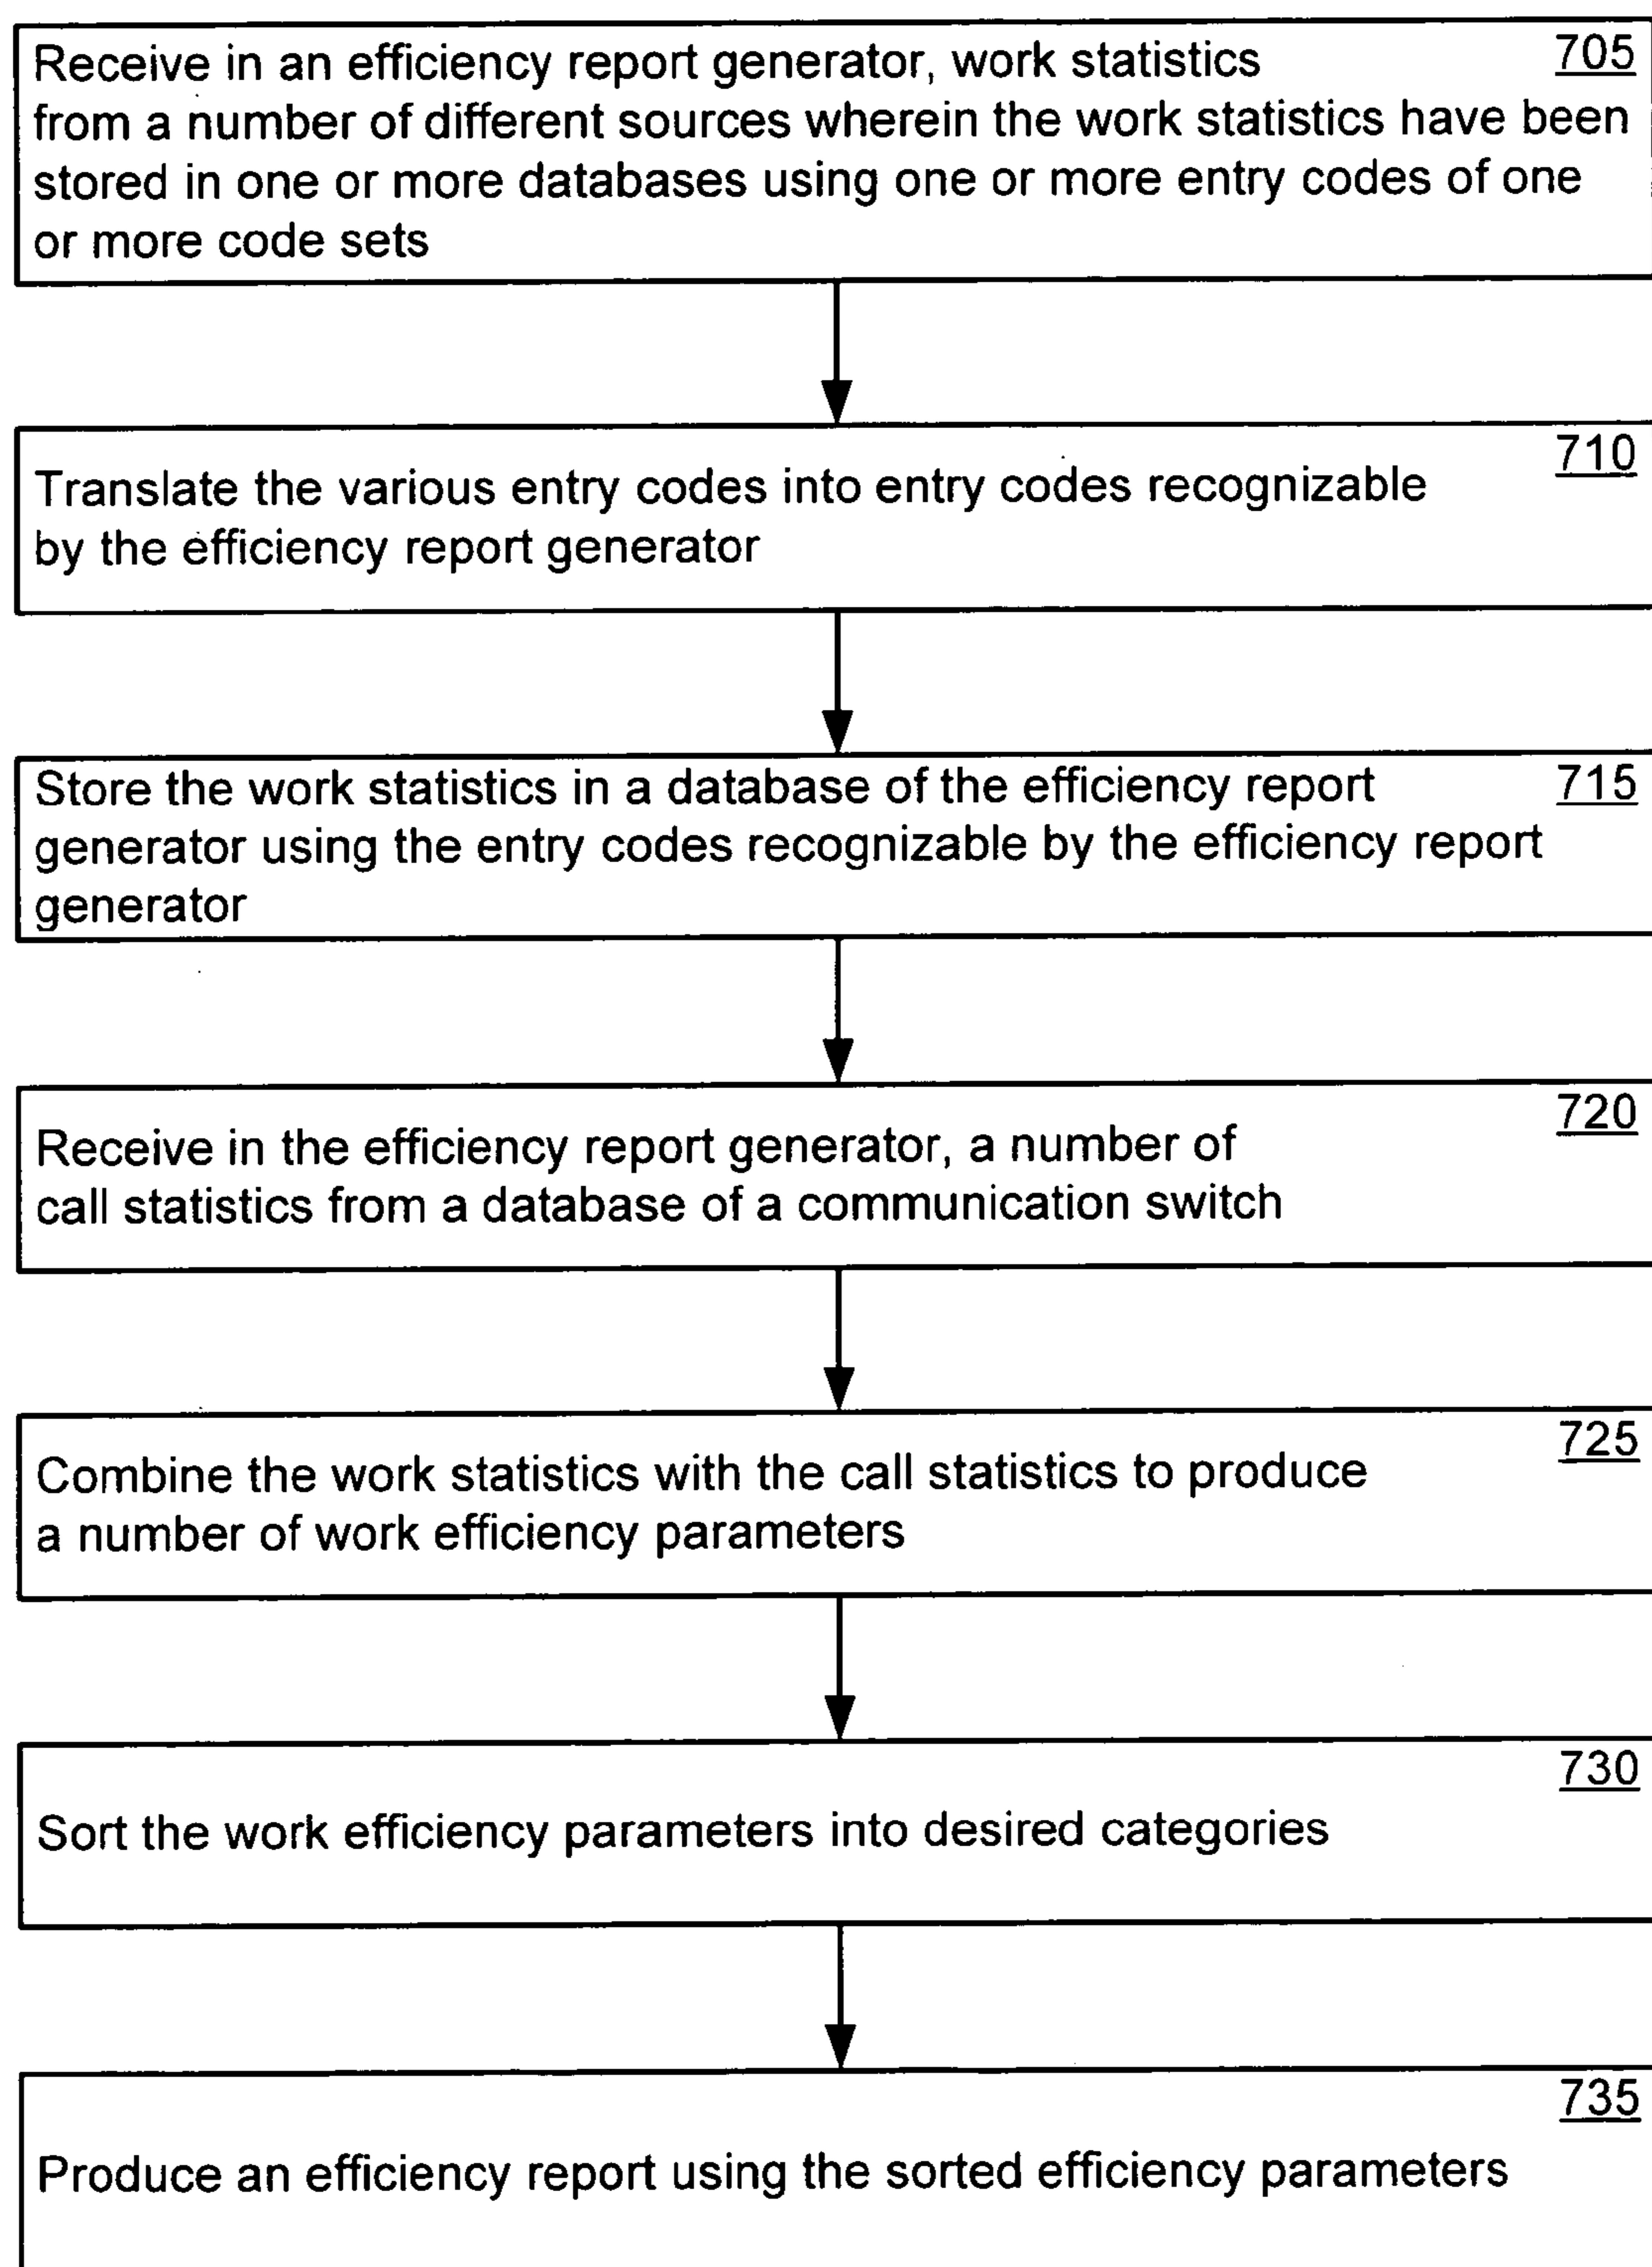 Receive in an efficiency report generator, work statistics 705
from a number of different sources wherein the work statistics have been
stored in one or more databases using one or more entry codes of one
or more code sets
710
Translate the various entry codes into entry codes recognizable
by the efficiency report generator
Store the work statistics in a database of the efficiency report 715
generator using the entry codes recognizable by the efficiency report
generator
720
Receive in the efficiency report generator, a number of
call statistics from a database of a communication switch
725
Combine the work statistics with the call statistics to produce
a number of work efficiency parameters
730
Sort the work efficiency parameters into desired categories
735
Produce an efficiency report using the sorted efficiency parameters